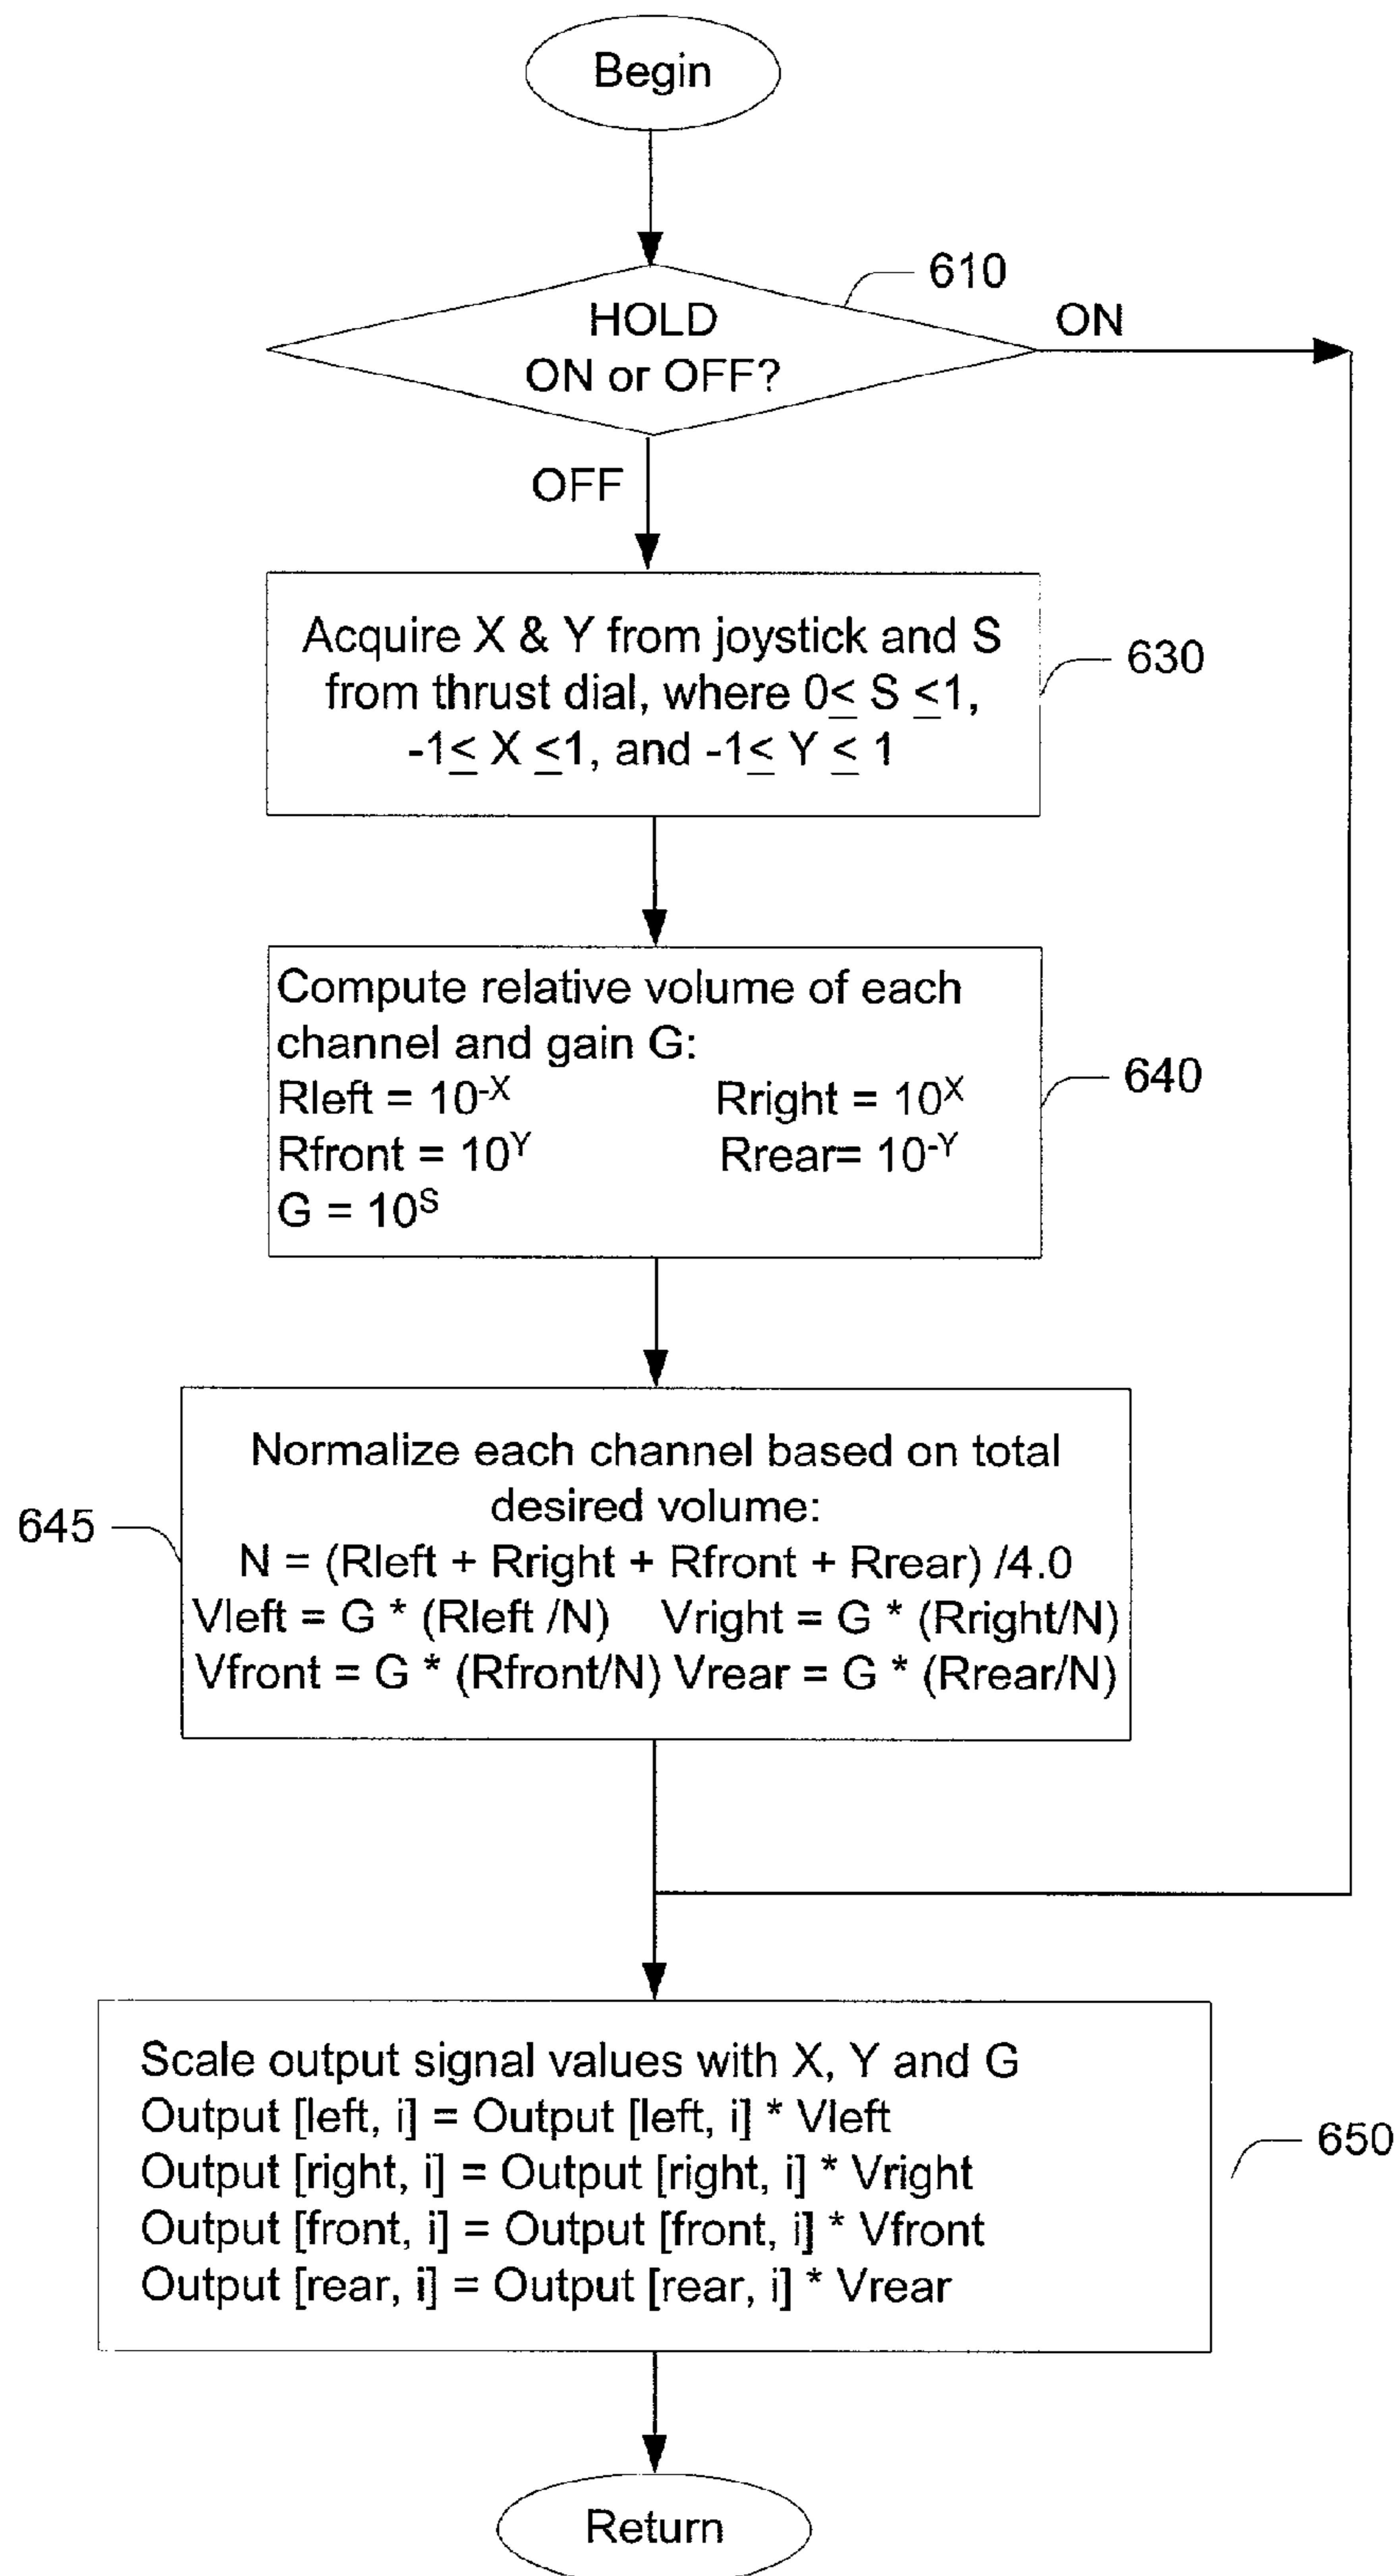 Begin
610
HOLD
ON or OFF?
ON
OFF
Acquire X & Y from joystick and S
from thrust dial, where 0≤ S ≤1,
-1≤ X ≤1, and -1≤ Y ≤ 1
630
Compute relative volume of each
channel and gain G:
Rleft = 10^-X Rright = 10^X
Rfront = 10^Y Rrear= 10^-Y
G = 10^S
640
Normalize each channel based on total
desired volume:
N = (Rleft + Rright + Rfront + Rrear) /4.0
Vleft = G * (Rleft /N) Vright = G * (Rright/N)
Vfront = G * (Rfront/N) Vrear = G * (Rrear/N)
645
Scale output signal values with X, Y and G
Output [left, i] = Output [left, i] * Vleft
Output [right, i] = Output [right, i] * Vright
Output [front, i] = Output [front, i] * Vfront
Output [rear, i] = Output [rear, i] * Vrear
650
Return